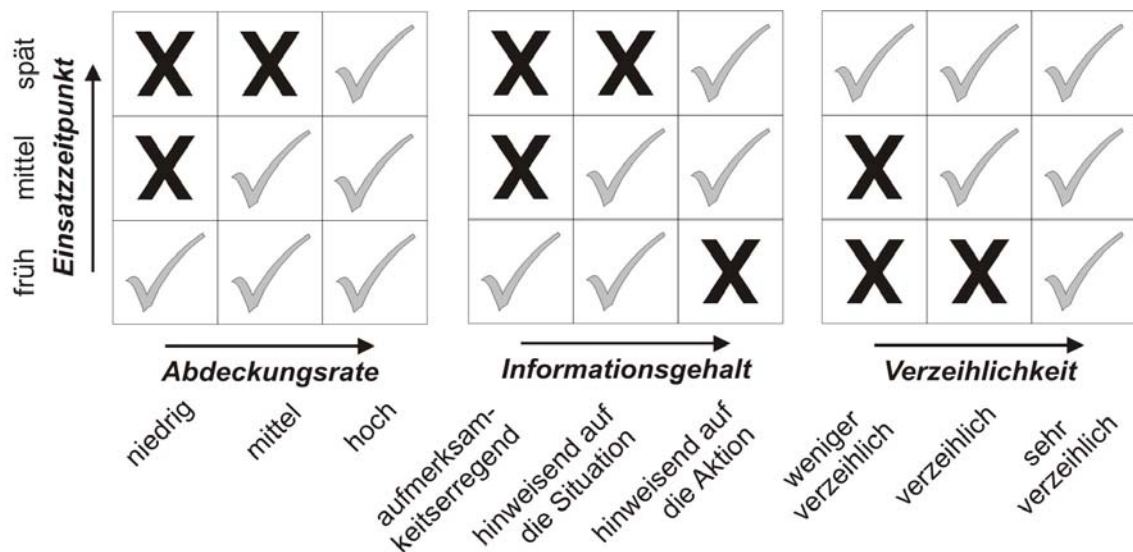 spät
mittel
früh
Einsatzzeitpunkt
X X
X
Abdeckungsrate
niedrig
mittel
hoch
X X
X
X
Informationsgehalt
aufmerksam-
keitserregend
hinweisend auf
die Situation
hinweisend auf
die Aktion
X
X X
Verzeihlichkeit
weniger
verzeihlich
verzeihlich
sehr
verzeihlich